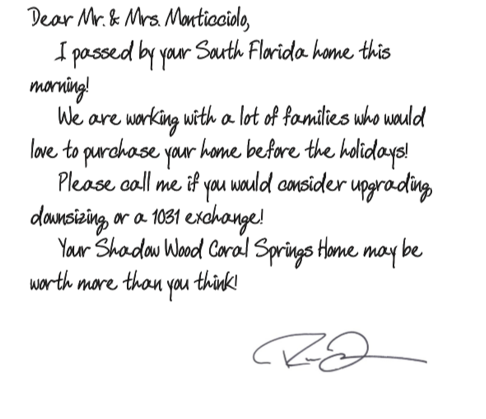 Dear Mr. & Mrs. Monticciolo,
I passed by your South Florida home this
morning!
We are working with a lot of families who would
love to purchase your home before the holidays!
Please call me if you would consider upgrading,
downsizing, or a 1031 exchange!
Your Shadow Wood Coral Springs Home may be
worth more than you think!